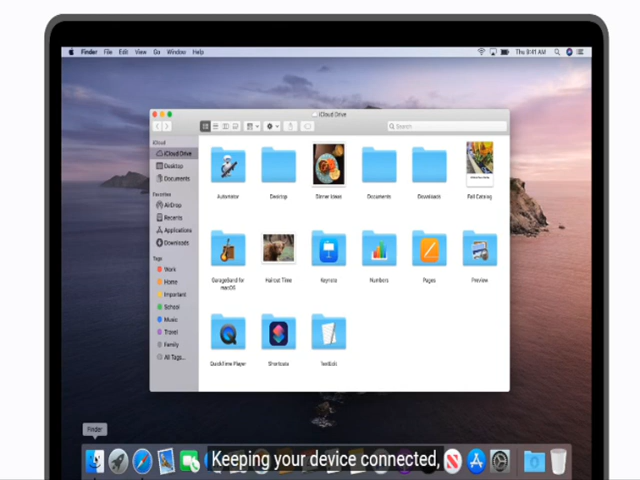 Finder File Edit View Go Window Help
Thu 9:41 AM
iCloud Drive
Search
iCloud
iCloud Drive
Desktop
Documents
Favorites
AirDrop
Recents
Applications
Downloads
Tags
Work
Home
Important
School
Music
Travel
Family
All Tags...
Automator
Desktop
Dinner Ideas
Documents
Downloads
Fall Catalog
GarageBand for
macOS
Haircut Time
Keynote
Numbers
Pages
Preview
QuickTime Player
Shortcuts
TextEdit
Finder
Keeping your device connected,